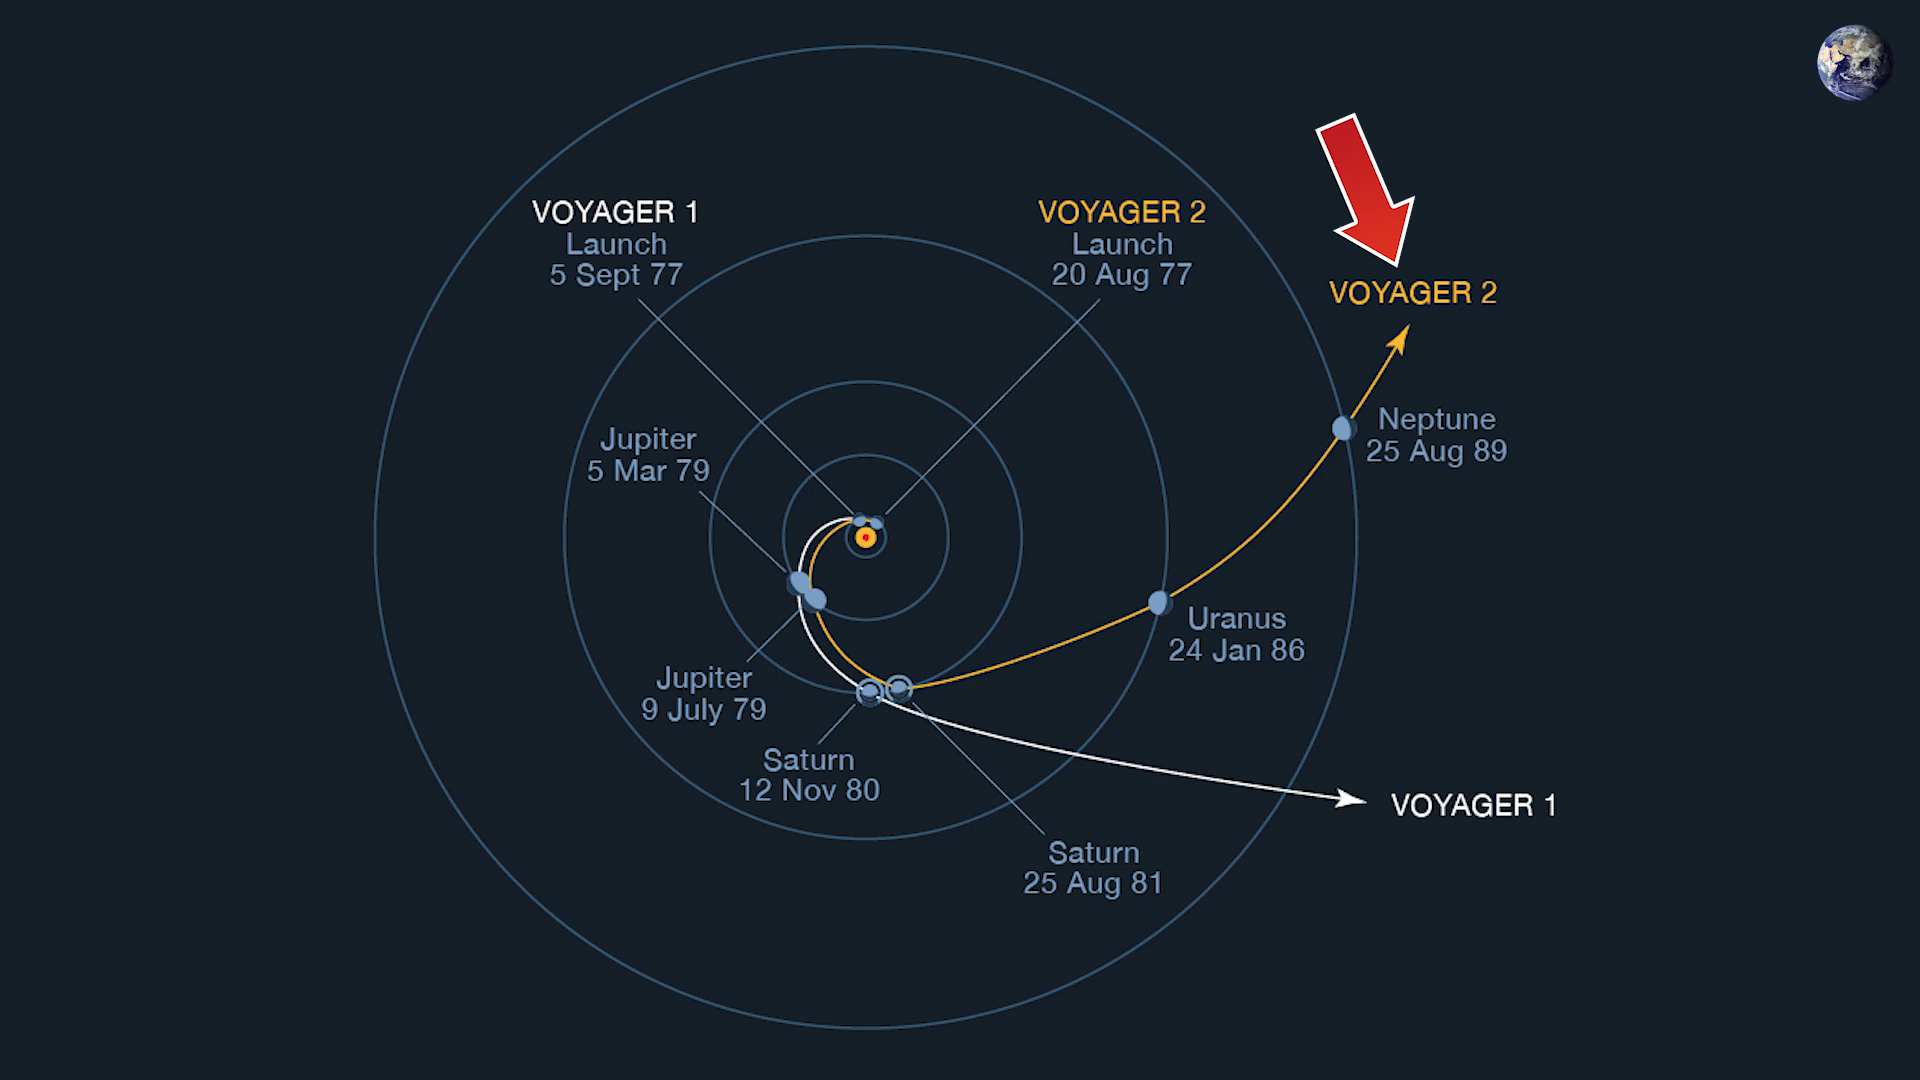 VOYAGER 1
Launch
5 Sept 77
VOYAGER 2
Launch
20 Aug 77
VOYAGER 2
Jupiter
5 Mar 79
Neptune
25 Aug 89
Uranus
24 Jan 86
Jupiter
9 July 79
Saturn
12 Nov 80
VOYAGER 1
Saturn
25 Aug 81